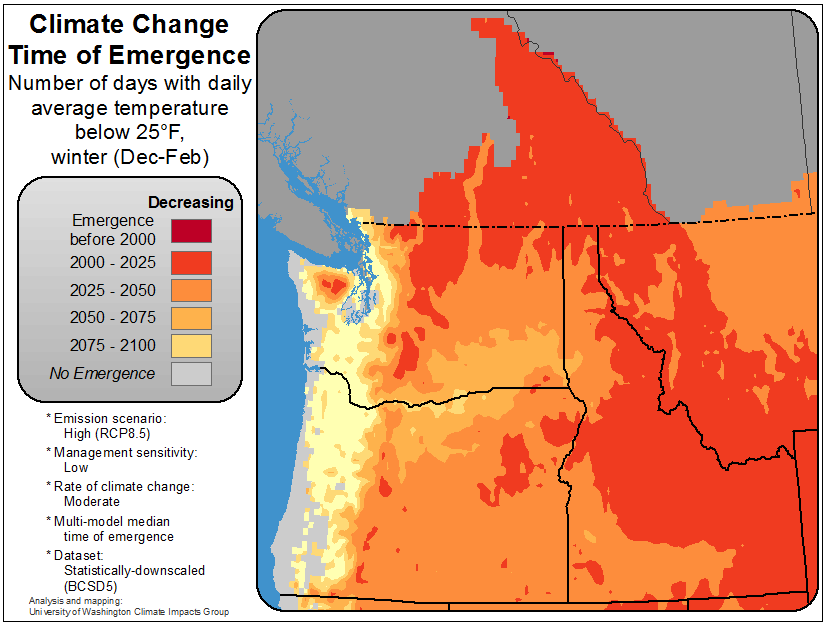 Climate Change
Time of Emergence
Number of days with daily
average temperature
below 25°F,
winter (Dec-Feb)
Decreasing
Emergence
before 2000
2000 - 2025
2025 - 2050
2050 - 2075
2075 - 2100
No Emergence
* Emission scenario:
High (RCP8.5)
* Management sensitivity:
Low
* Rate of climate change:
Moderate
* Multi-model median
time of emergence
* Dataset:
Statistically-downscaled
(BCSD5)
Analysis and mapping:
University of Washington Climate Impacts Group